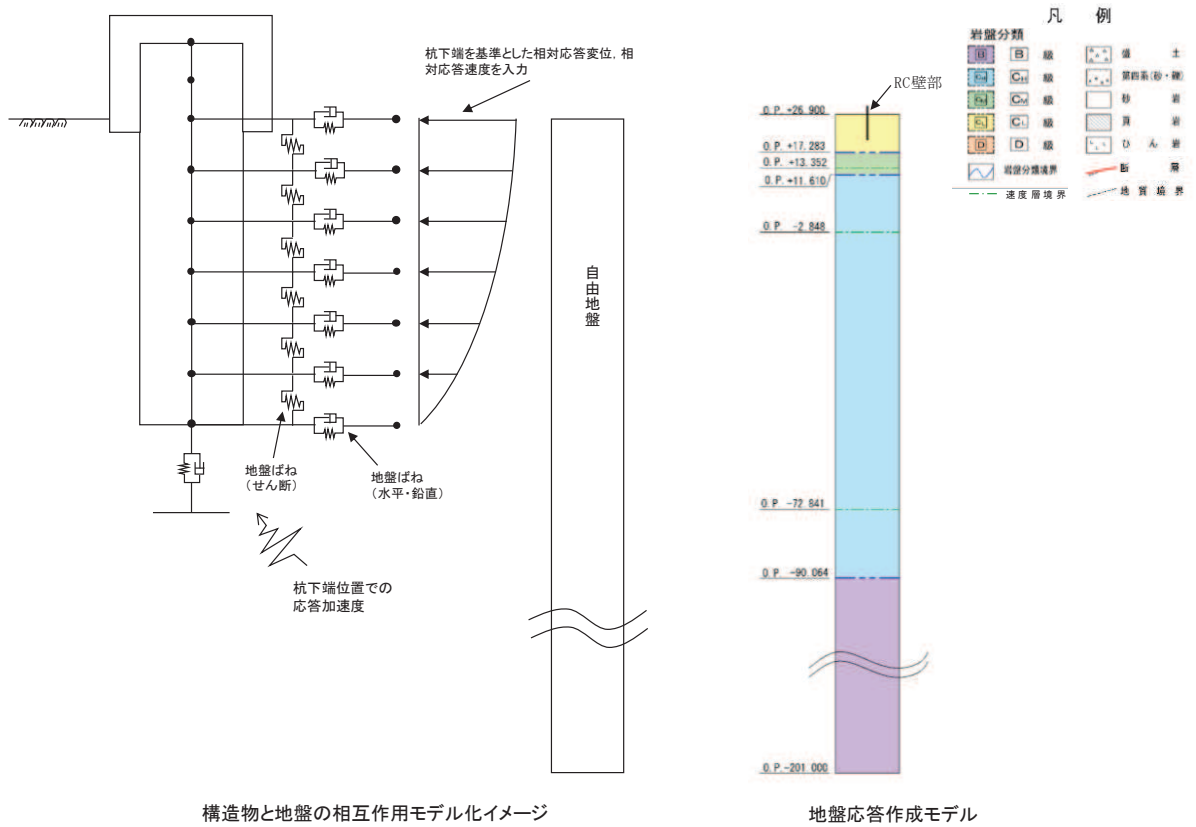 杭下端を基準とした相対応答変位，相
対応答速度を入力
自由地盤
地盤ばね
（せん断）
地盤ばね
（水平・鉛直）
杭下端位置での
応答加速度
構造物と地盤の相互作用モデル化イメージ
RC壁部
O.P. +26.900
O.P. +17.283
O.P. +13.352
O.P. +11.610
O.P. -2.848
O.P. -72.841
O.P. -90.064
O.P.-201.000
地盤応答作成モデル
凡 例
岩盤分類
B B 級
CH CH 級
CM CM 級
CL CL 級
D D 級
岩盤分類境界
速度層境界
盛 土
第四系(砂・礫)
砂 岩
頁 岩
ひ ん 岩
断 層
地 質 境 界